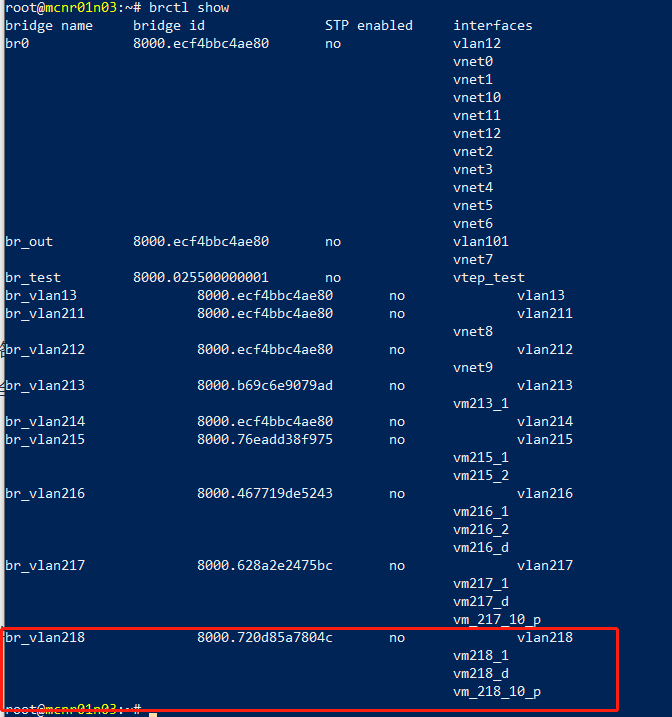 root@mcnr01n03:~# brctl show
bridge name     bridge id               STP enabled     interfaces
br0             8000.ecf4bbc4ae80       no              vlan12
                                                        vnet0
                                                        vnet1
                                                        vnet10
                                                        vnet11
                                                        vnet12
                                                        vnet2
                                                        vnet3
                                                        vnet4
                                                        vnet5
                                                        vnet6
br_out          8000.ecf4bbc4ae80       no              vlan101
                                                        vnet7
br_test         8000.025500000001       no              vtep_test
br_vlan13               8000.ecf4bbc4ae80       no              vlan13
br_vlan211              8000.ecf4bbc4ae80       no              vlan211
                                                        vnet8
br_vlan212              8000.ecf4bbc4ae80       no              vlan212
                                                        vnet9
br_vlan213              8000.b69c6e9079ad       no              vlan213
                                                        vm213_1
br_vlan214              8000.ecf4bbc4ae80       no              vlan214
br_vlan215              8000.76eadd38f975       no              vlan215
                                                        vm215_1
                                                        vm215_2
br_vlan216              8000.467719de5243       no              vlan216
                                                        vm216_1
                                                        vm216_2
                                                        vm216_d
br_vlan217              8000.628a2e2475bc       no              vlan217
                                                        vm217_1
                                                        vm217_d
                                                        vm_217_10_p
br_vlan218              8000.720d85a7804c       no              vlan218
                                                        vm218_1
                                                        vm218_d
                                                        vm_218_10_p
root@mcnr01n03:~#